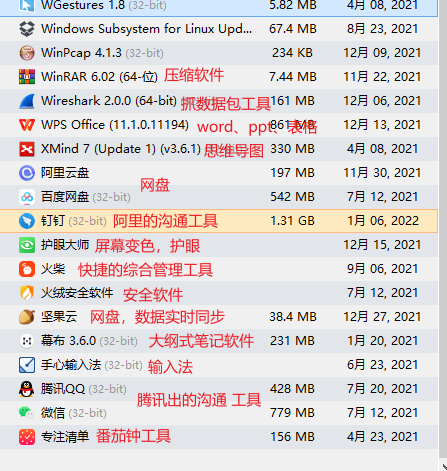 WGestures 1.8 (32-bit) 5.82 MB 4月 08, 2021
Windows Subsystem for Linux Upd... 67.4 MB 8月 23, 2021
WinPcap 4.1.3 (32-bit) 234 KB 12月 09, 2021
WinRAR 6.02 (64-位) 压缩软件 7.44 MB 11月 22, 2021
Wireshark 2.0.0 (64-bit) 抓数据包工具 161 MB 12月 06, 2021
WPS Office (11.1.0.11194) word、ppt、表格 861 MB 12月 13, 2021
XMind 7 (Update 1) (v3.6.1) 思维导图 330 MB 4月 08, 2021
阿里云盘 197 MB 11月 30, 2021
网盘
百度网盘 (32-bit) 542 MB 7月 12, 2021
钉钉 (32-bit) 阿里的沟通工具 1.31 GB 1月 06, 2022
护眼大师 屏幕变色，护眼 12月 15, 2021
火柴 快捷的综合管理工具 9月 06, 2021
火绒安全软件 安全软件 7月 12, 2021
坚果云 网盘，数据实时同步 38.4 MB 12月 27, 2021
幕布 3.6.0 (32-bit) 大纲式笔记软件 231 MB 1月 20, 2021
手心输入法 (32-bit) 输入法 6月 23, 2021
腾讯QQ (32-bit) 428 MB 7月 12, 2021
腾讯出的沟通 工具
微信 (32-bit) 779 MB 7月 12, 2021
专注清单 番茄钟工具 156 MB 4月 23, 2021